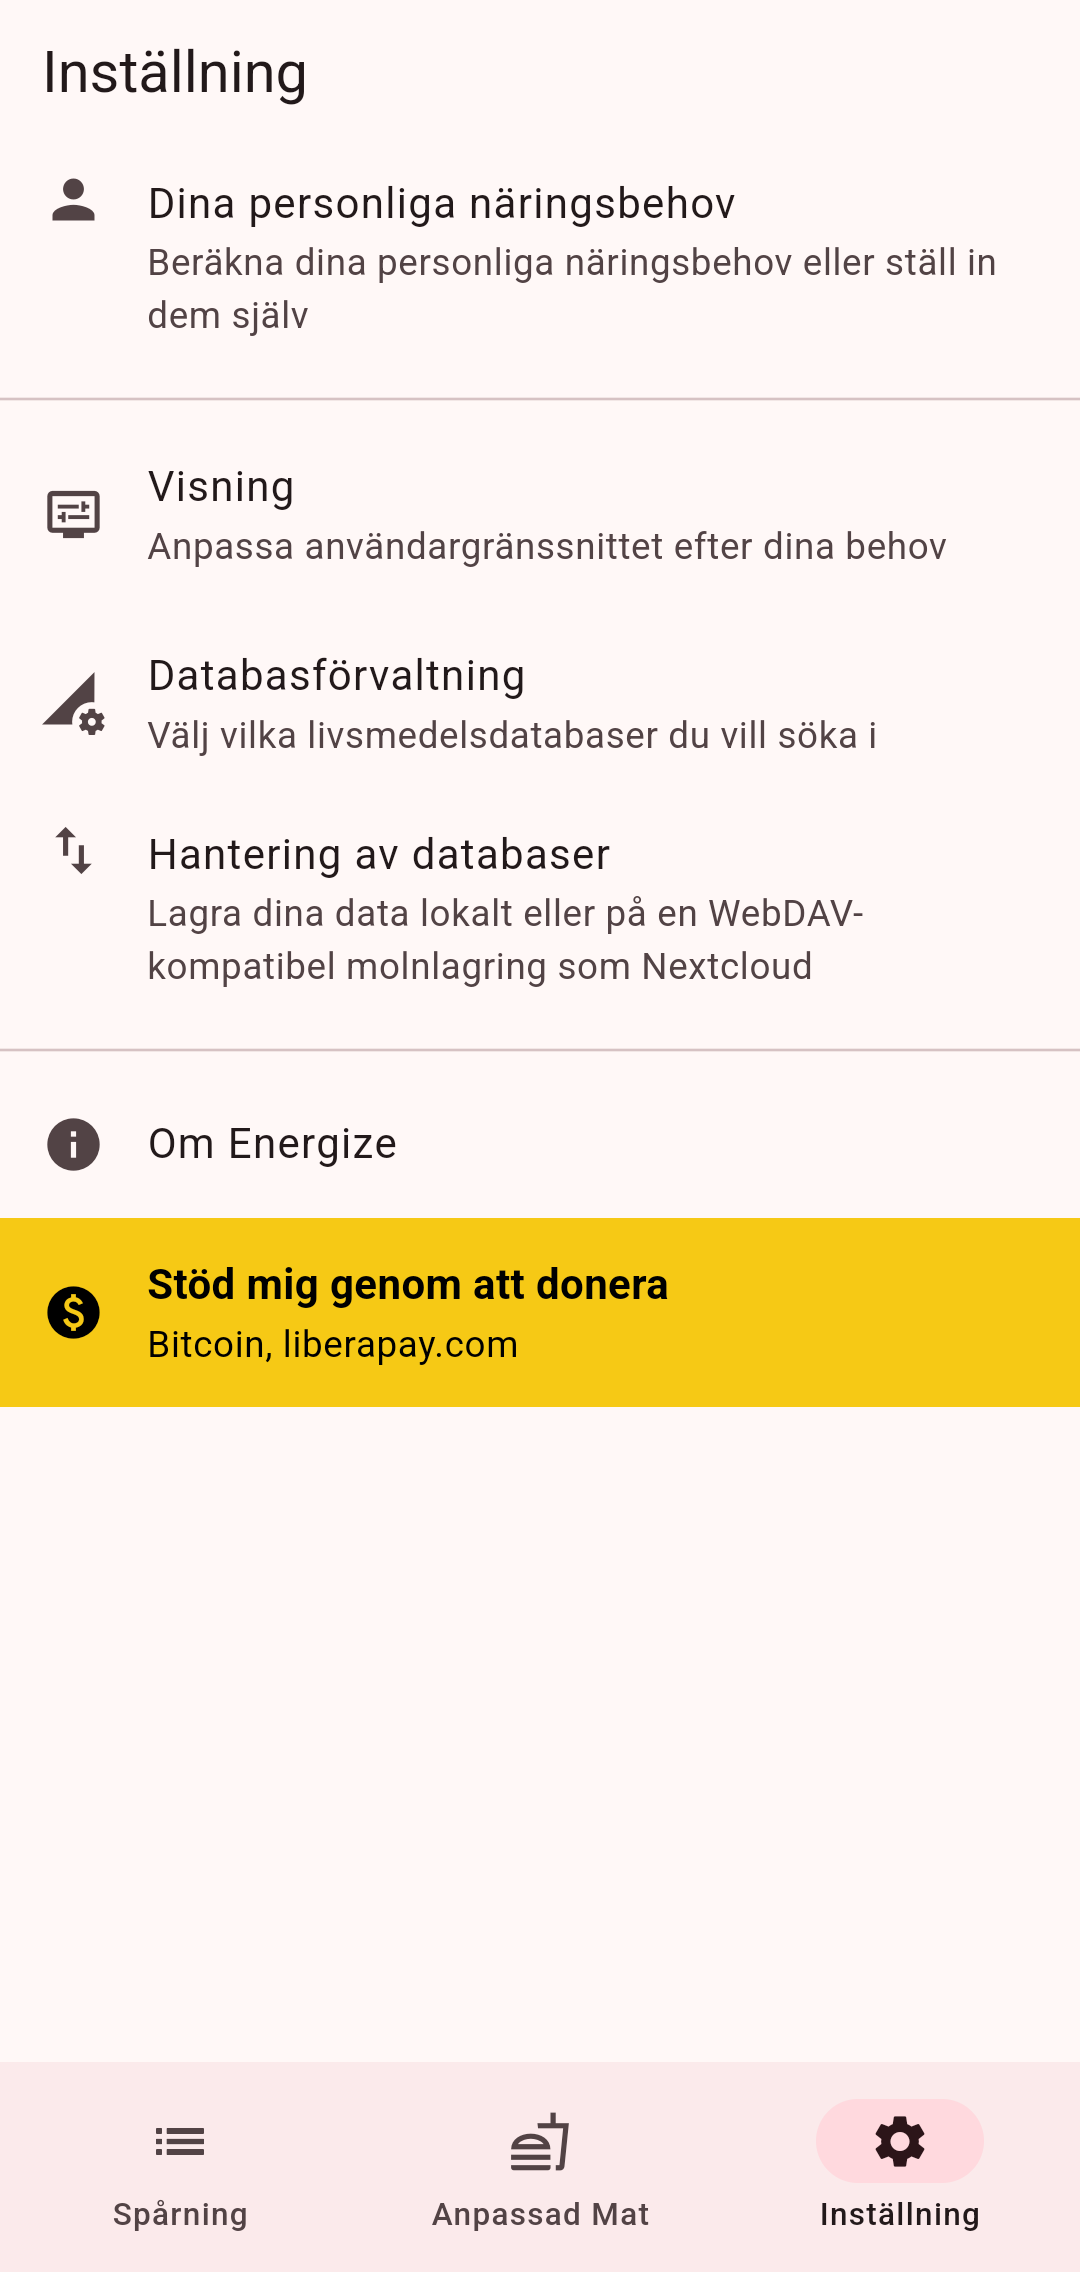 Inställning
Dina personliga näringsbehov
Beräkna dina personliga näringsbehov eller ställ in
dem själv
Visning
Anpassa användargränssnittet efter dina behov
Databasförvaltning
Välj vilka livsmedelsdatabaser du vill söka i
Hantering av databaser
Lagra dina data lokalt eller på en WebDAV-
kompatibel molnlagring som Nextcloud
Om Energize
Stöd mig genom att donera
Bitcoin, liberapay.com
Spårning
Anpassad Mat
Inställning